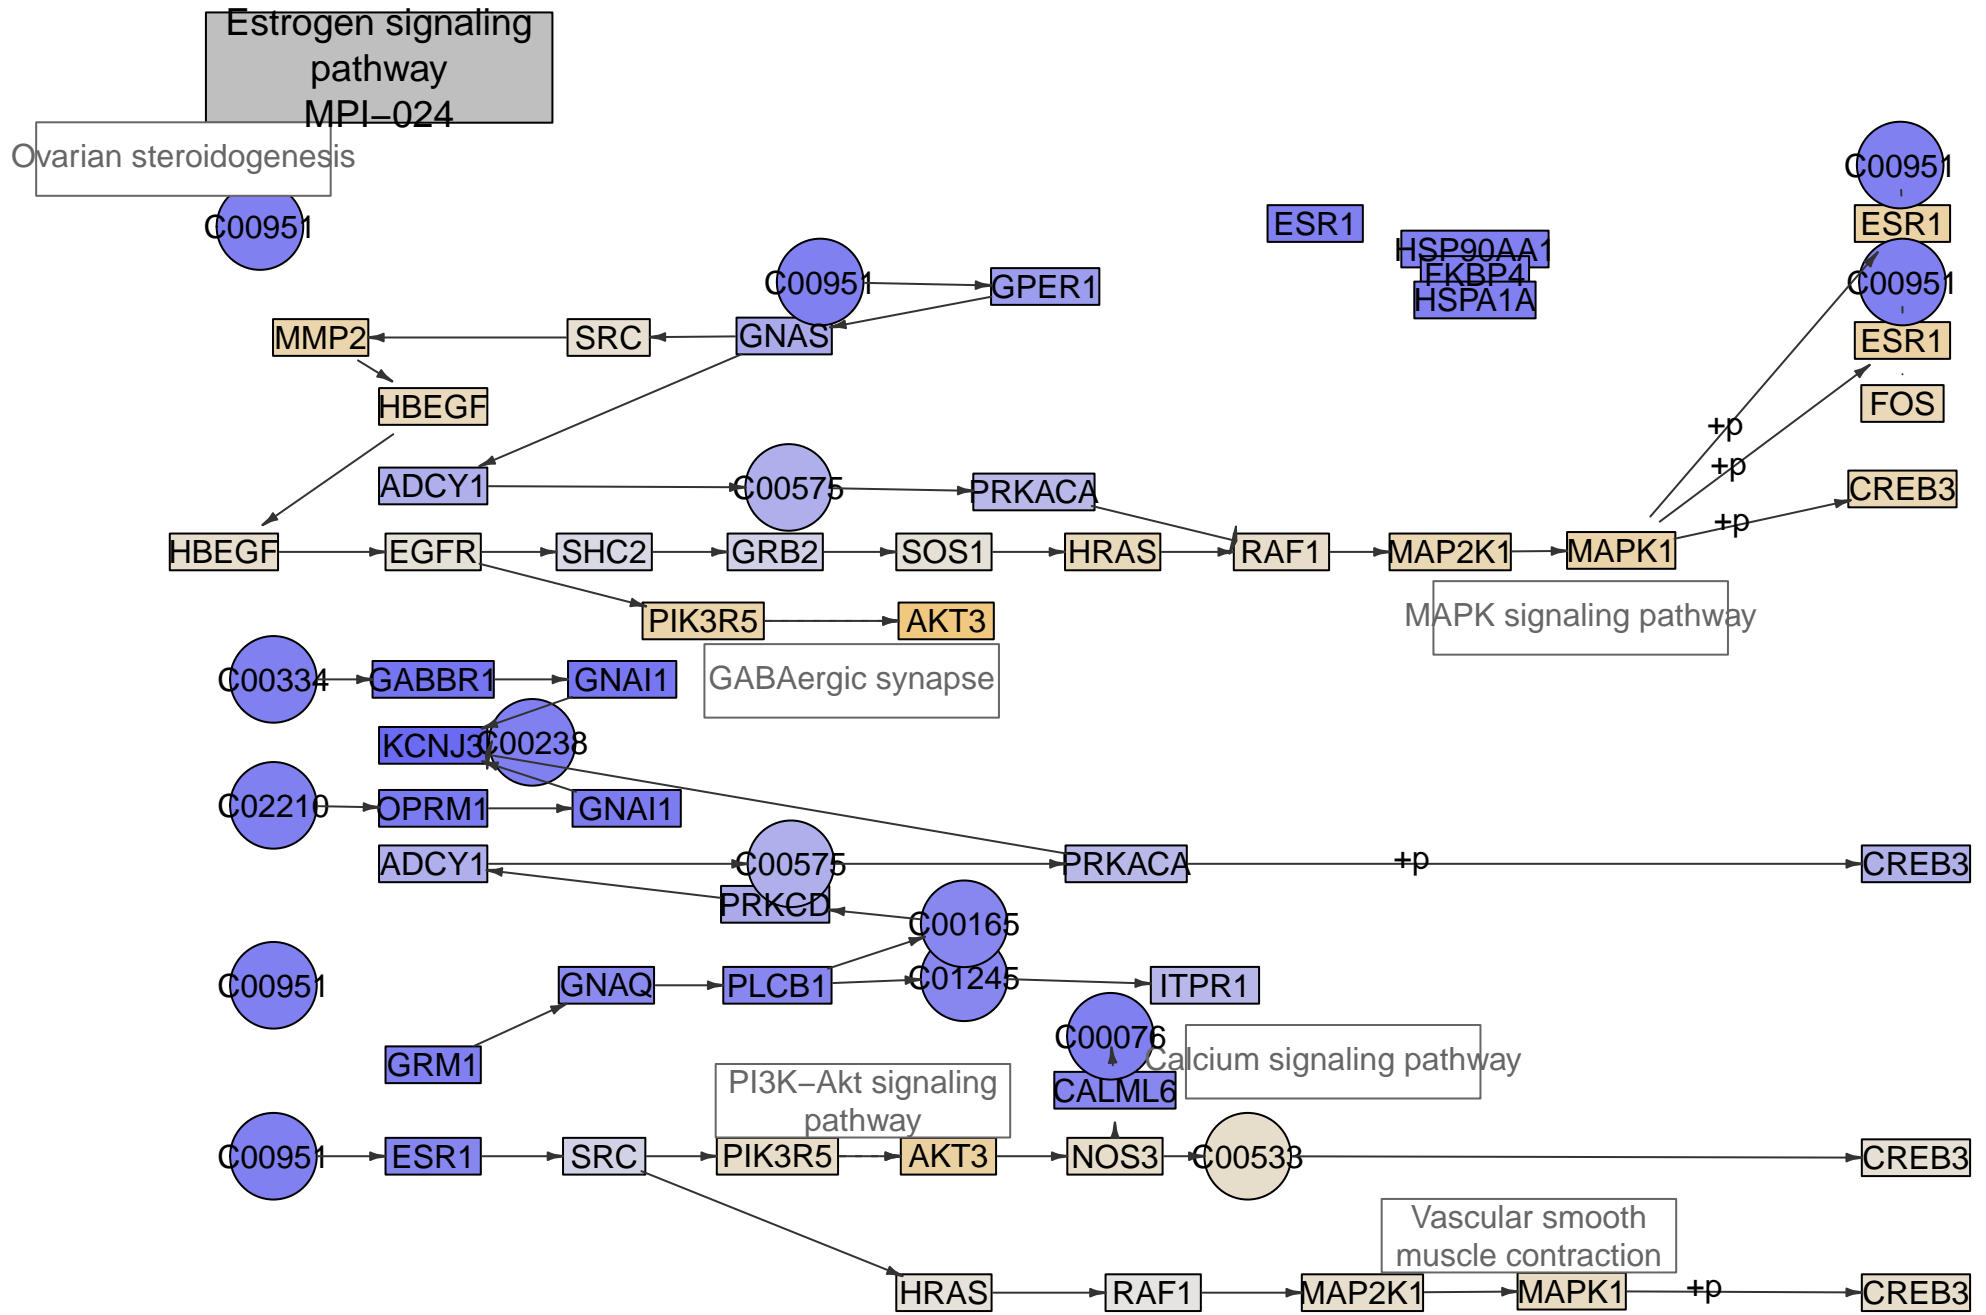 Estrogen signaling
pathway
MPI−024
Ovarian steroidogenesis
C00951
C00951
ESR1
C00951
ESR1
HSP90AA1
FKBP4
HSPA1A
C00951
GPER1
C00951
MMP2
SRC
GNAS
ESR1
HBEGF
FOS
+p
+p
ADCY1
C00575
PRKACA
CREB3
+p
HBEGF
EGFR
SHC2
GRB2
SOS1
HRAS
RAF1
MAP2K1
MAPK1
PIK3R5
AKT3
MAPK signaling pathway
C00334
GABBR1
GNAI1
GABAergic synapse
KCNJ3
C00238
C02210
OPRM1
GNAI1
ADCY1
C00575
PRKACA
+p
CREB3
PRKCD
C00165
C00951
GNAQ
PLCB1
C01245
ITPR1
C00076
Calcium signaling pathway
GRM1
CALML6
PI3K−Akt signaling
pathway
C00951
ESR1
SRC
PIK3R5
AKT3
NOS3
C00533
CREB3
Vascular smooth
muscle contraction
HRAS
RAF1
MAP2K1
MAPK1
+p
CREB3